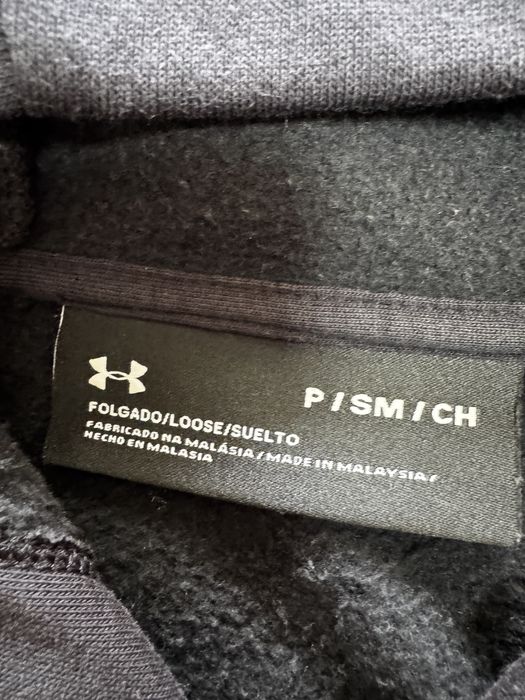 P / SM / CH
FOLGADO/LOOSE/SUELTO
FABRICADO NA MALÁSIA / MADE IN MALAYSIA /
HECHO EN MALASIA